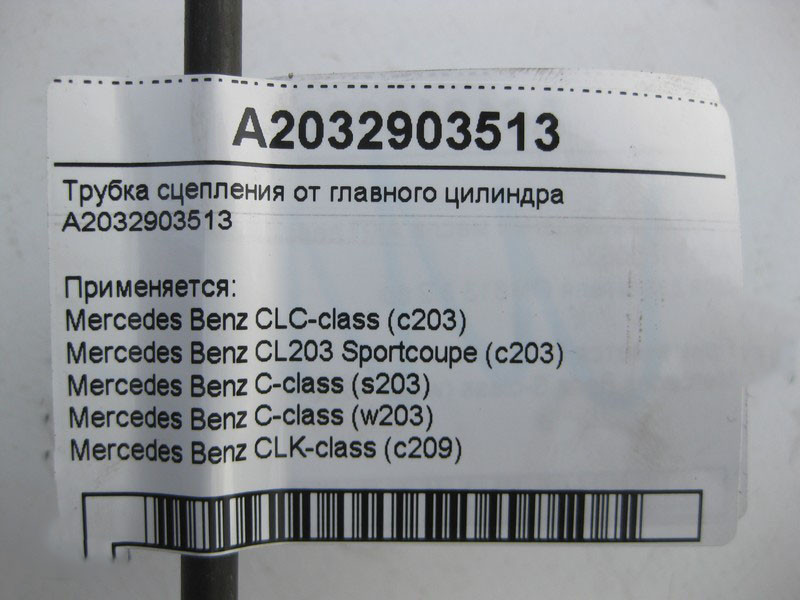 A2032903513
Трубка сцепления от главного цилиндра
A2032903513
Применяется:
Mercedes Benz CLC-class (c203)
Mercedes Benz CL203 Sportcoupe (c203)
Mercedes Benz C-class (s203)
Mercedes Benz C-class (w203)
Mercedes Benz CLK-class (c209)